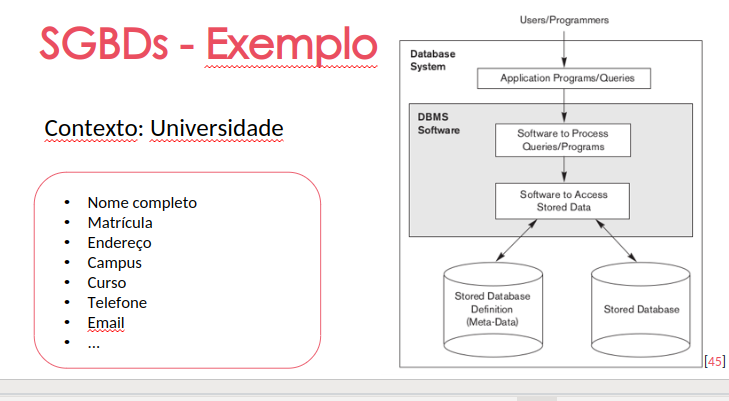 SGBDs - Exemplo
Contexto: Universidade
• Nome completo
• Matrícula
• Endereço
• Campus
• Curso
• Telefone
• Email
• ...
Users/Programmers
Database
System
Application Programs/Queries
DBMS
Software
Software to Process
Queries/Programs
Software to Access
Stored Data
Stored Database
Definition
(Meta-Data)
Stored Database
[45]